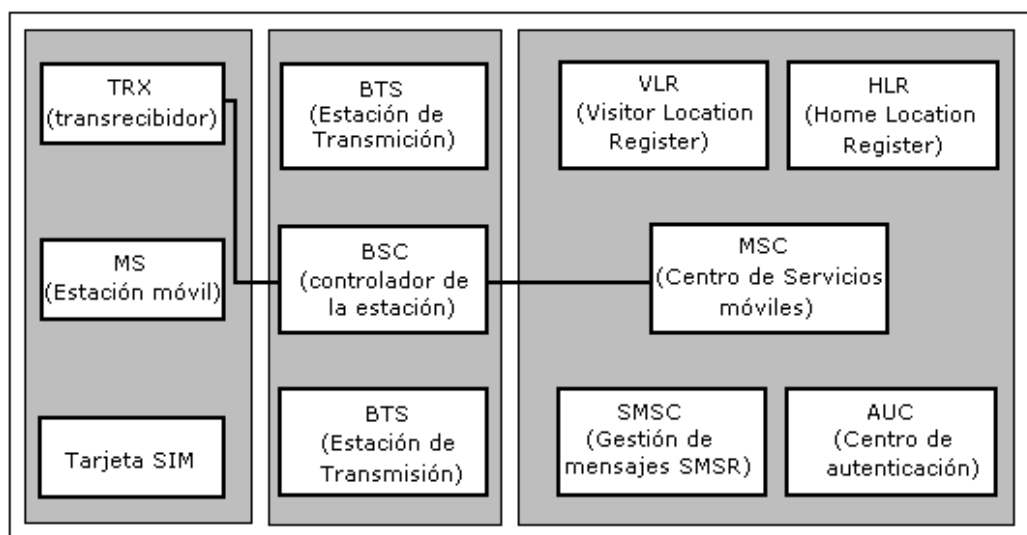 TRX
(transrecibidor)
MS
(Estación móvil)
Tarjeta SIM
BTS
(Estación de
Transmición)
BSC
(controlador de
la estación)
BTS
(Estación de
Transmisión)
VLR
(Visitor Location
Register)
HLR
(Home Location
Register)
MSC
(Centro de Servicios
móviles)
SMSC
(Gestión de
mensajes SMSR)
AUC
(Centro de
autenticación)